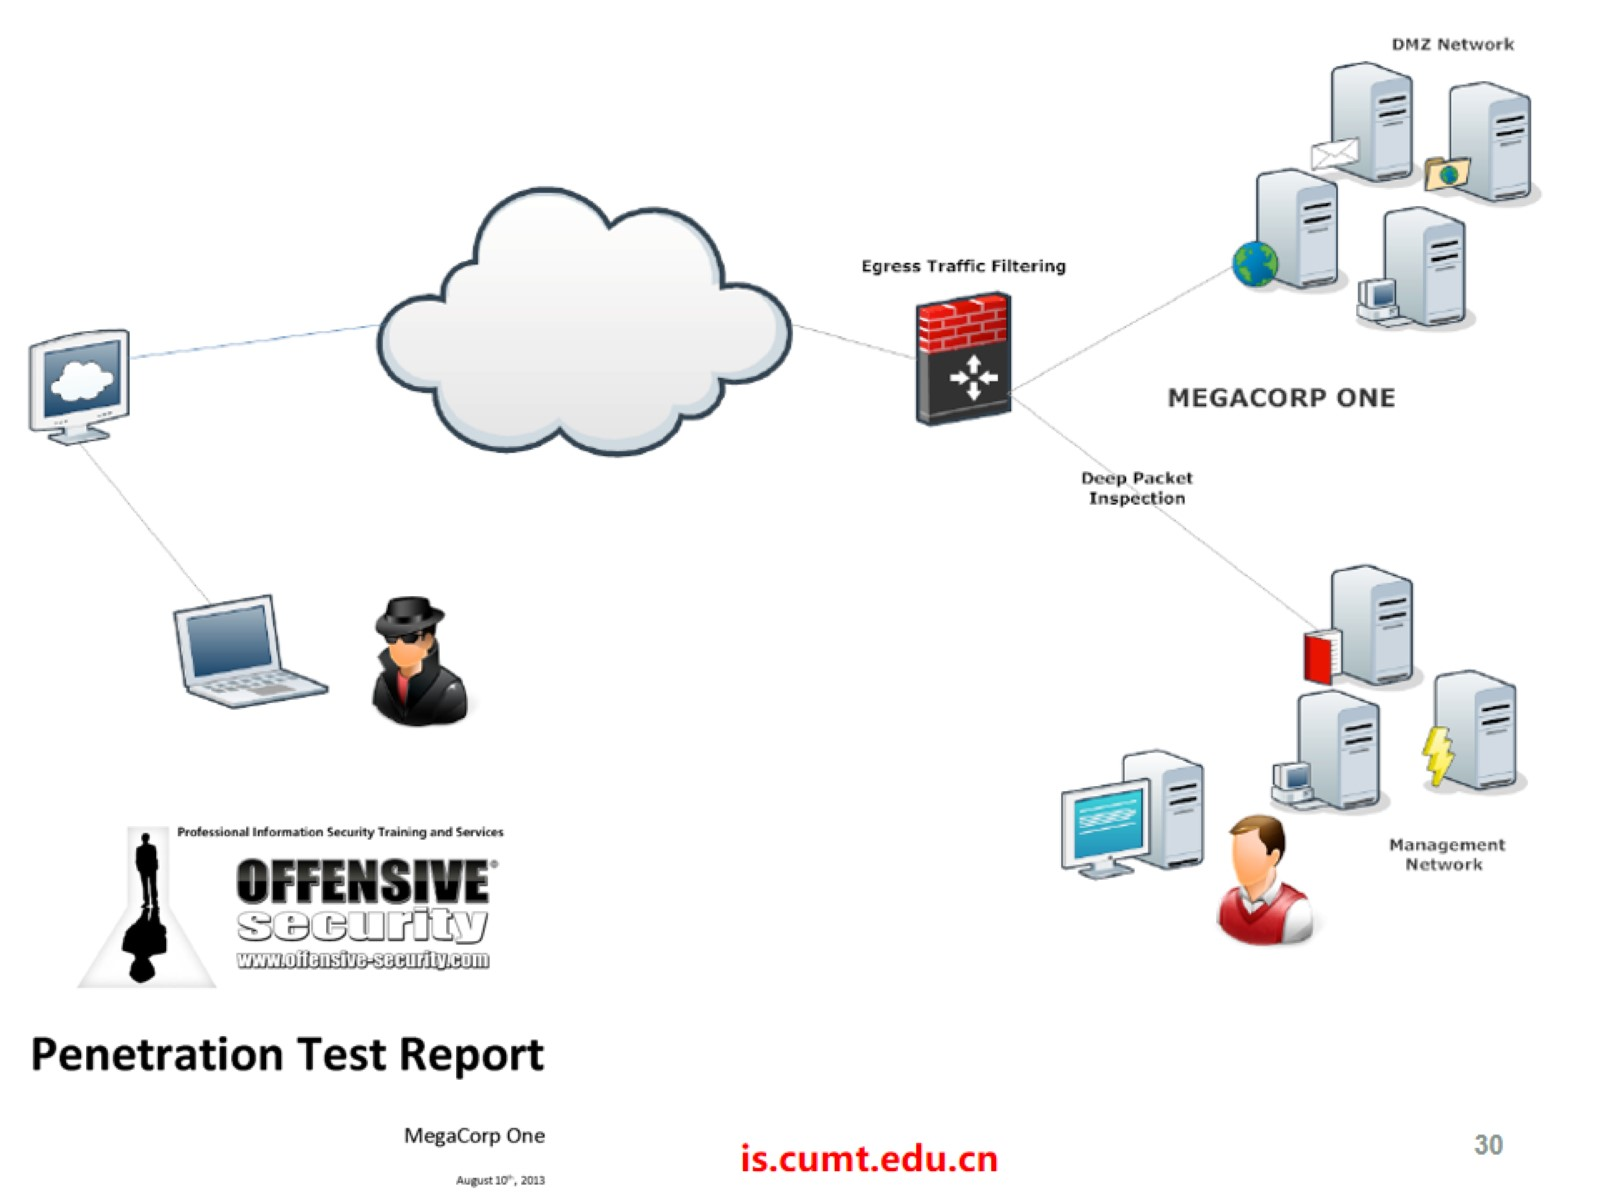 DMZ Network
Egress Traffic Filtering
MEGACORP ONE
Deep Packet
Inspection
Management
Network
Professional Information Security Training and Services
OFFENSIVE®
security
www.offensive-security.com
Penetration Test Report
MegaCorp One
August 10th, 2013
is.cumt.edu.cn
30